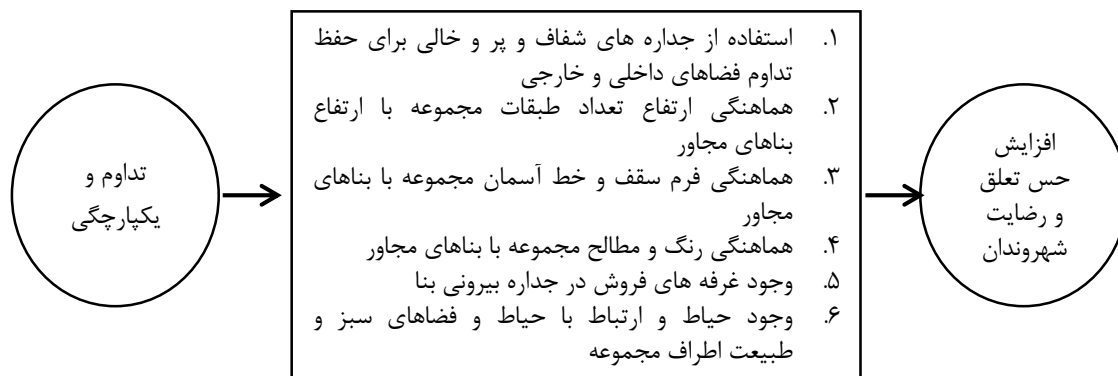 تداوم و
یکپارچگی
۱. استفاده از جداره های شفاف و پر و خالی برای حفظ
تداوم فضاهای داخلی و خارجی
۲. هماهنگی ارتفاع تعداد طبقات مجموعه با ارتفاع
بناهای مجاور
۳. هماهنگی فرم سقف و خط آسمان مجموعه با بناهای
مجاور
۴. هماهنگی رنگ و مطالح مجموعه با بناهای مجاور
۵. وجود غرفه های فروش در جداره بیرونی بنا
۶. وجود حیاط و ارتباط با حیاط و فضاهای سبز و
طبیعت اطراف مجموعه
افزایش
حس تعلق
و رضایت
شهروندان